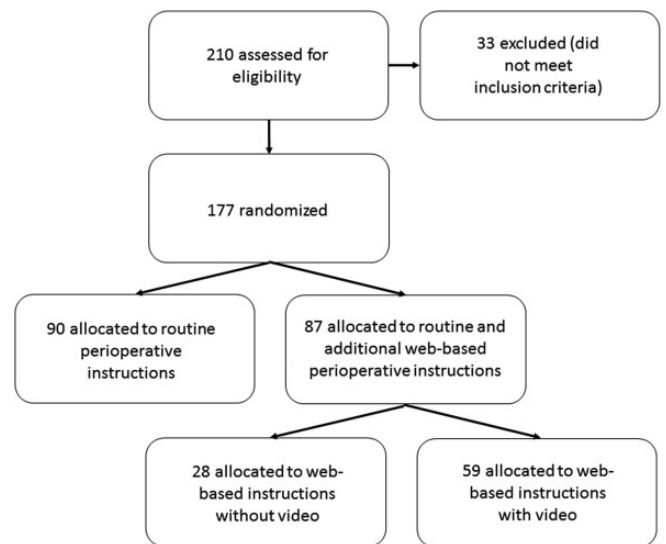 210 assessed for
eligibility
33 excluded (did
not meet
inclusion criteria)
177 randomized
90 allocated to routine
perioperative
instructions
87 allocated to routine and
additional web-based
perioperative instructions
28 allocated to web-
based instructions
without video
59 allocated to web-
based instructions
with video